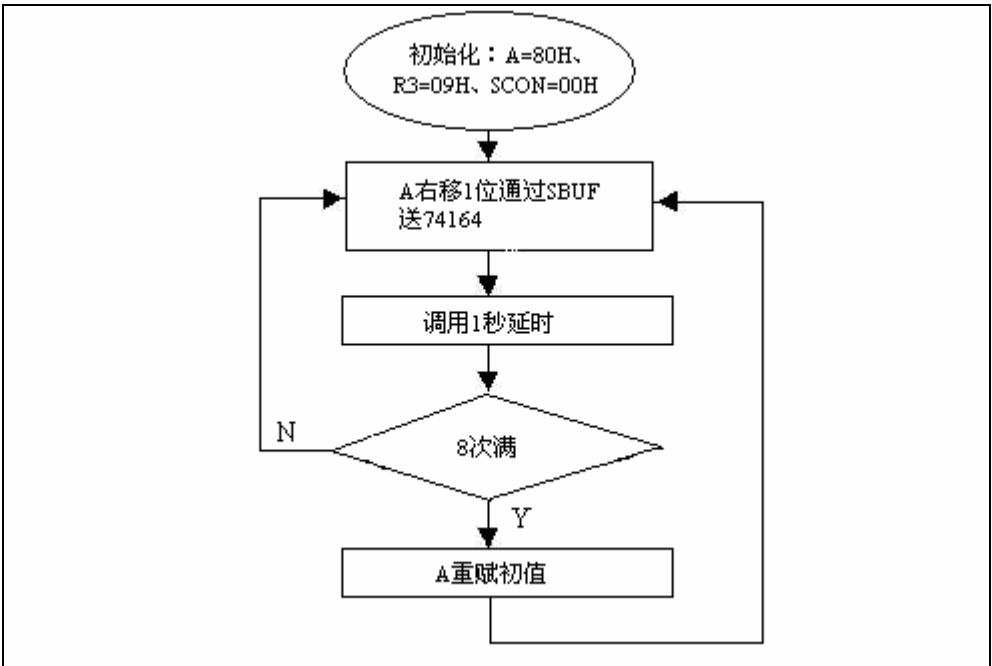 初始化：A=80H、
R3=09H、SCON=00H
A右移1位通过SBUF
送74164
调用1秒延时
8次满
N
Y
A重赋初值